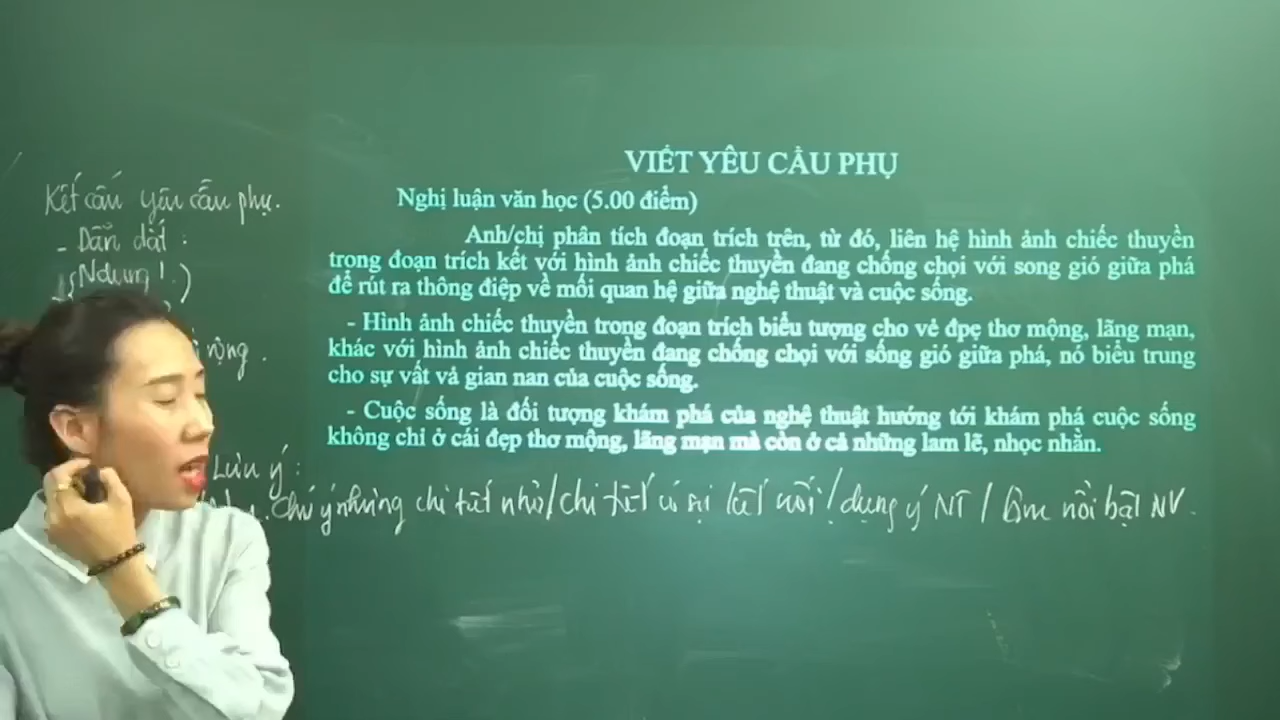 VIẾT YÊU CẦU PHỤ
Nghị luận văn học (5.00 điểm)
Anh/chị phân tích đoạn trích trên, từ đó, liên hệ hình ảnh chiếc thuyền
trong đoạn trích kết với hình ảnh chiếc thuyền đang chống chọi với song gió giữa phá
để rút ra thông điệp về mối quan hệ giữa nghệ thuật và cuộc sống.
- Hình ảnh chiếc thuyền trong đoạn trích biểu tượng cho vẻ đpẹ thơ mộng, lãng mạn,
khác với hình ảnh chiếc thuyền đang chống chọi với sống gió giữa phá, nó biểu trung
cho sự vất vả gian nan của cuộc sống.
- Cuộc sống là đối tượng khám phá của nghệ thuật hướng tới khám phá cuộc sống
không chỉ ở cái đẹp thơ mộng, lãng mạn mà còn ở cả những lam lẽ, nhọc nhằn.
Kết cấu yêu cầu phụ.
- Dẫn dắt :
Ndung
rộng.
Lưu ý :
. Chú ý những chi tiết nhỏ / chi tiết có sự kết nối / dụng ý NT / làm nổi bật NV.